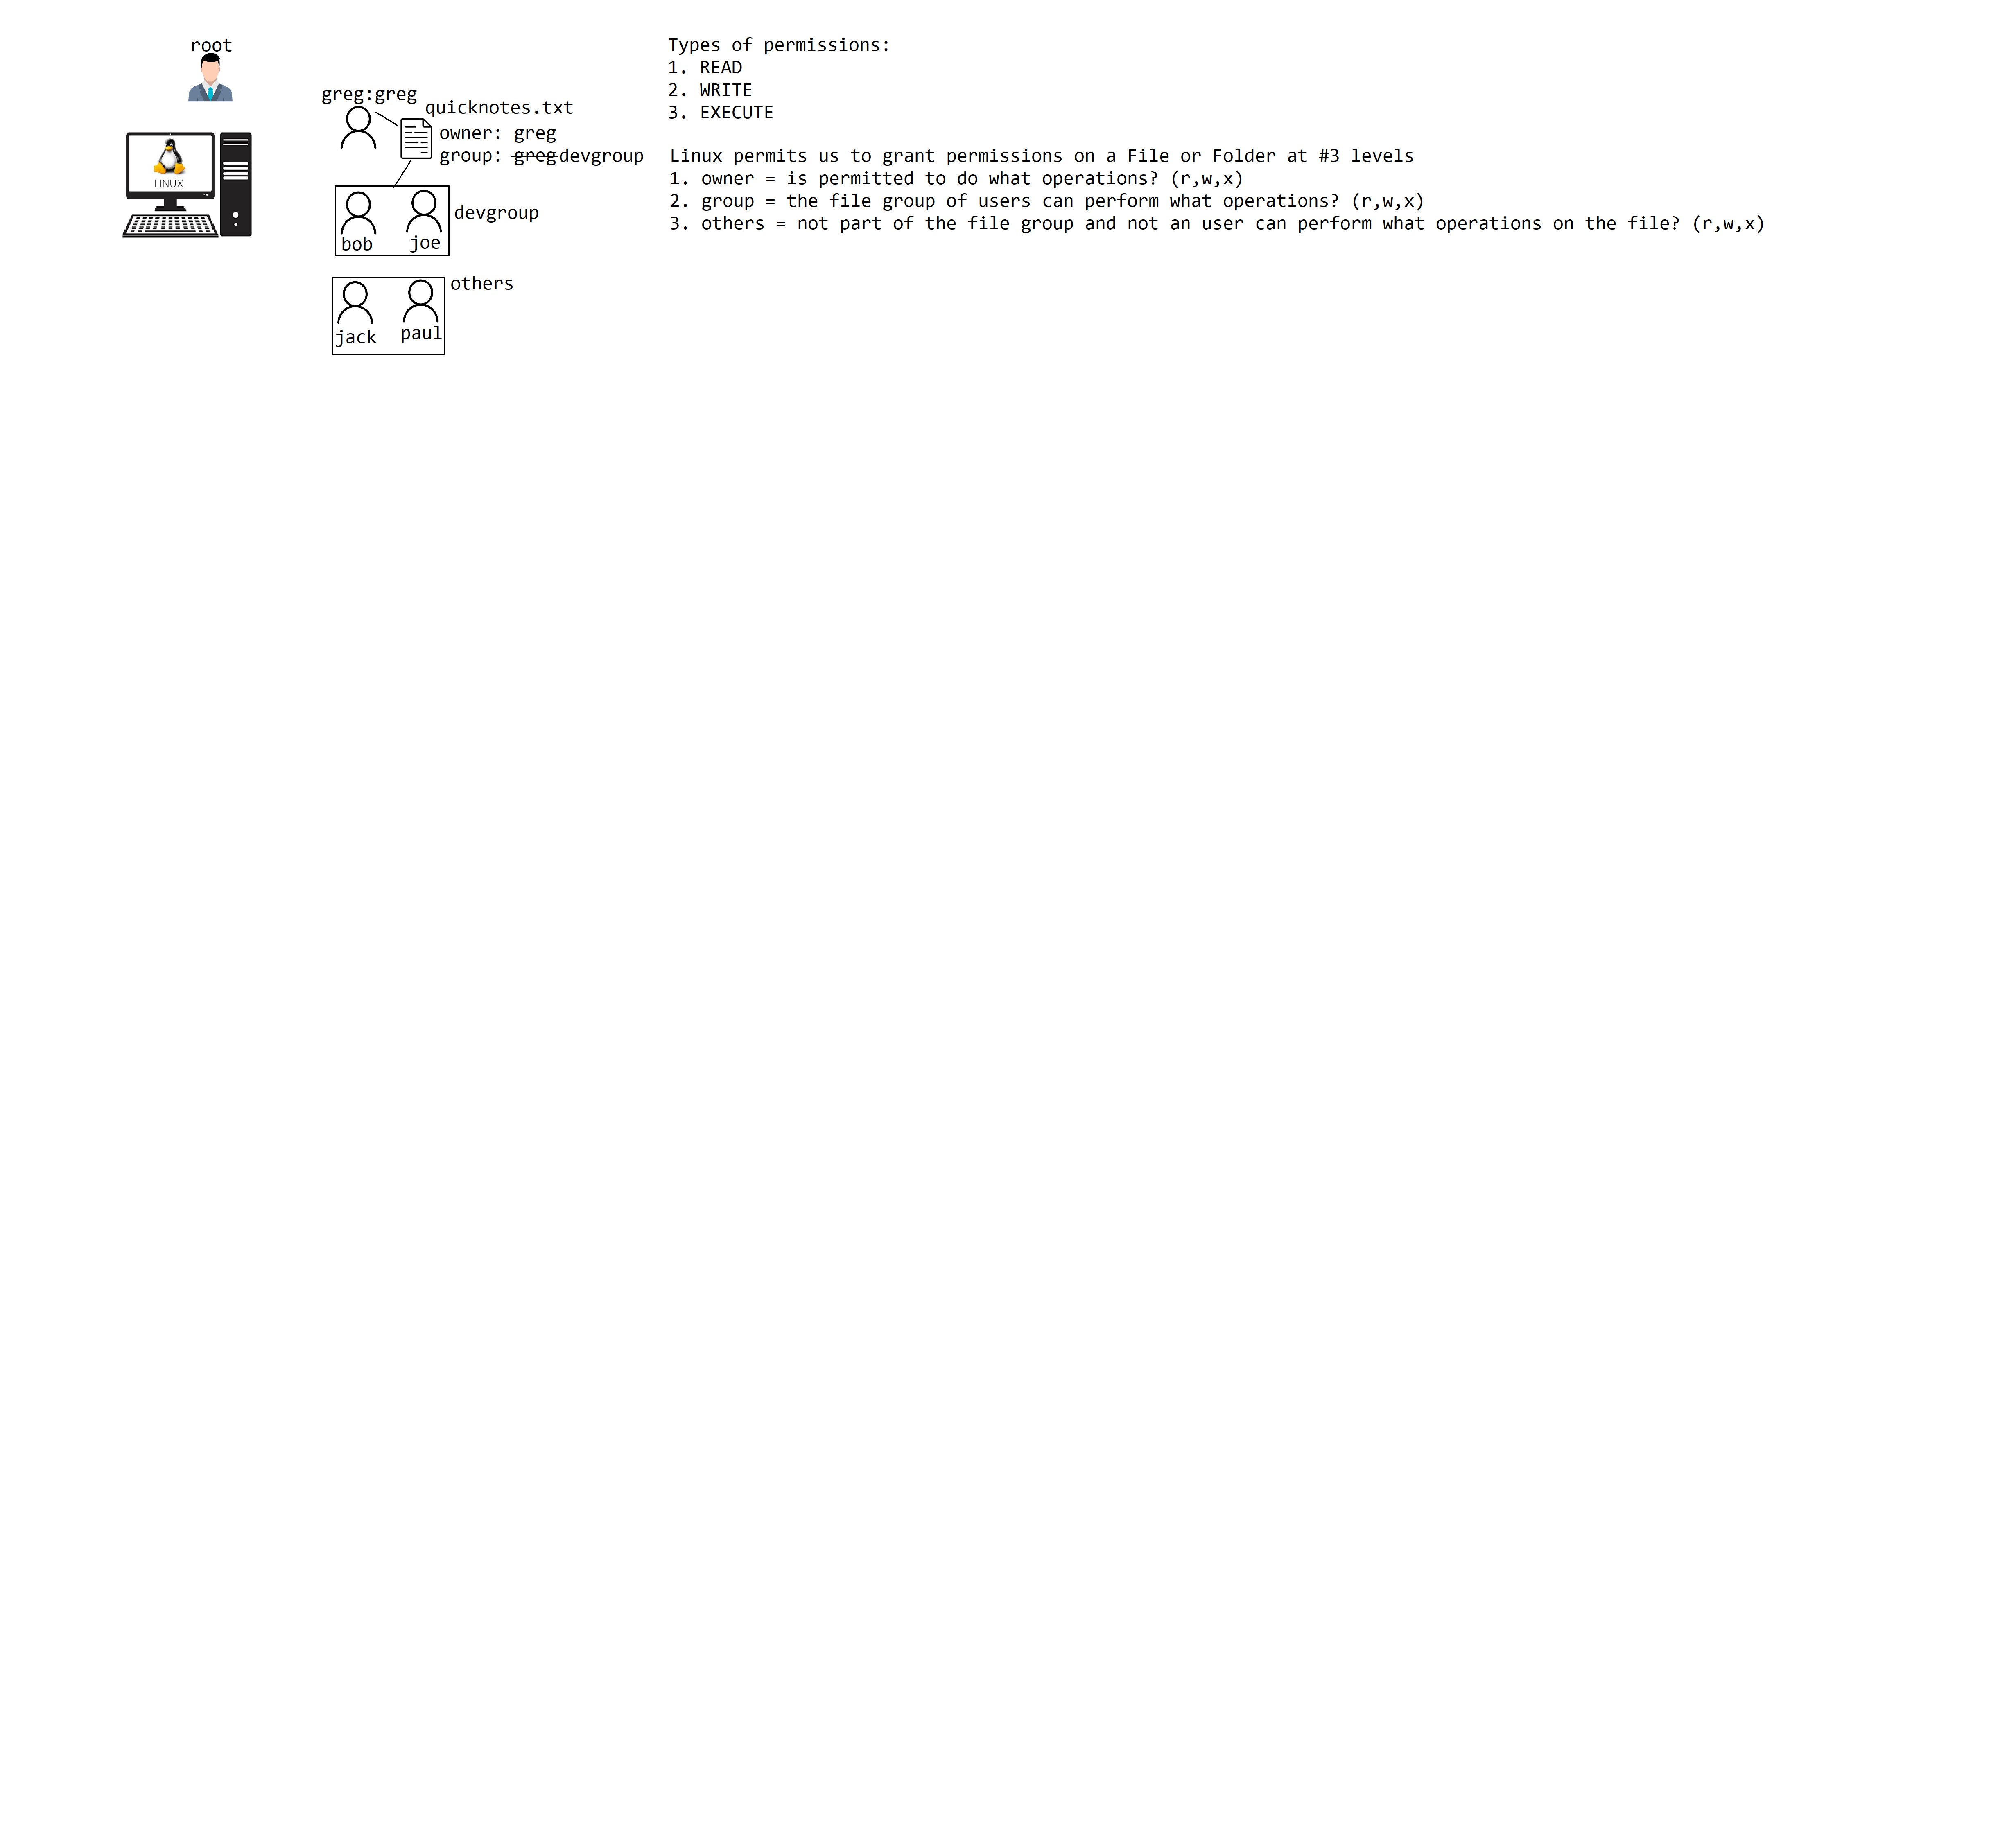 root
greg:greg
quicknotes.txt
owner: greg
group: greg devgroup
devgroup
bob
joe
others
jack
paul
LINUX
Types of permissions:
1. READ
2. WRITE
3. EXECUTE
Linux permits us to grant permissions on a File or Folder at #3 levels
1. owner = is permitted to do what operations? (r,w,x)
2. group = the file group of users can perform what operations? (r,w,x)
3. others = not part of the file group and not an user can perform what operations on the file? (r,w,x)